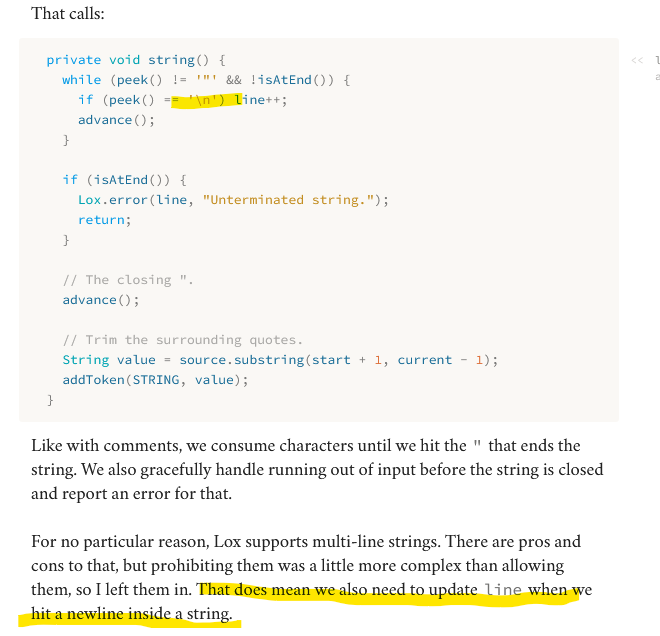 That calls:
private void string() {
while (peek() != '"' && !isAtEnd()) {
if (peek() == '\n') line++;
advance();
}
if (isAtEnd()) {
Lox.error(line, "Unterminated string.");
return;
}
// The closing ".
advance();
// Trim the surrounding quotes.
String value = source.substring(start + 1, current - 1);
addToken(STRING, value);
}
Like with comments, we consume characters until we hit the " that ends the
string. We also gracefully handle running out of input before the string is closed
and report an error for that.
For no particular reason, Lox supports multi-line strings. There are pros and
cons to that, but prohibiting them was a little more complex than allowing
them, so I left them in. That does mean we also need to update line when we
hit a newline inside a string.